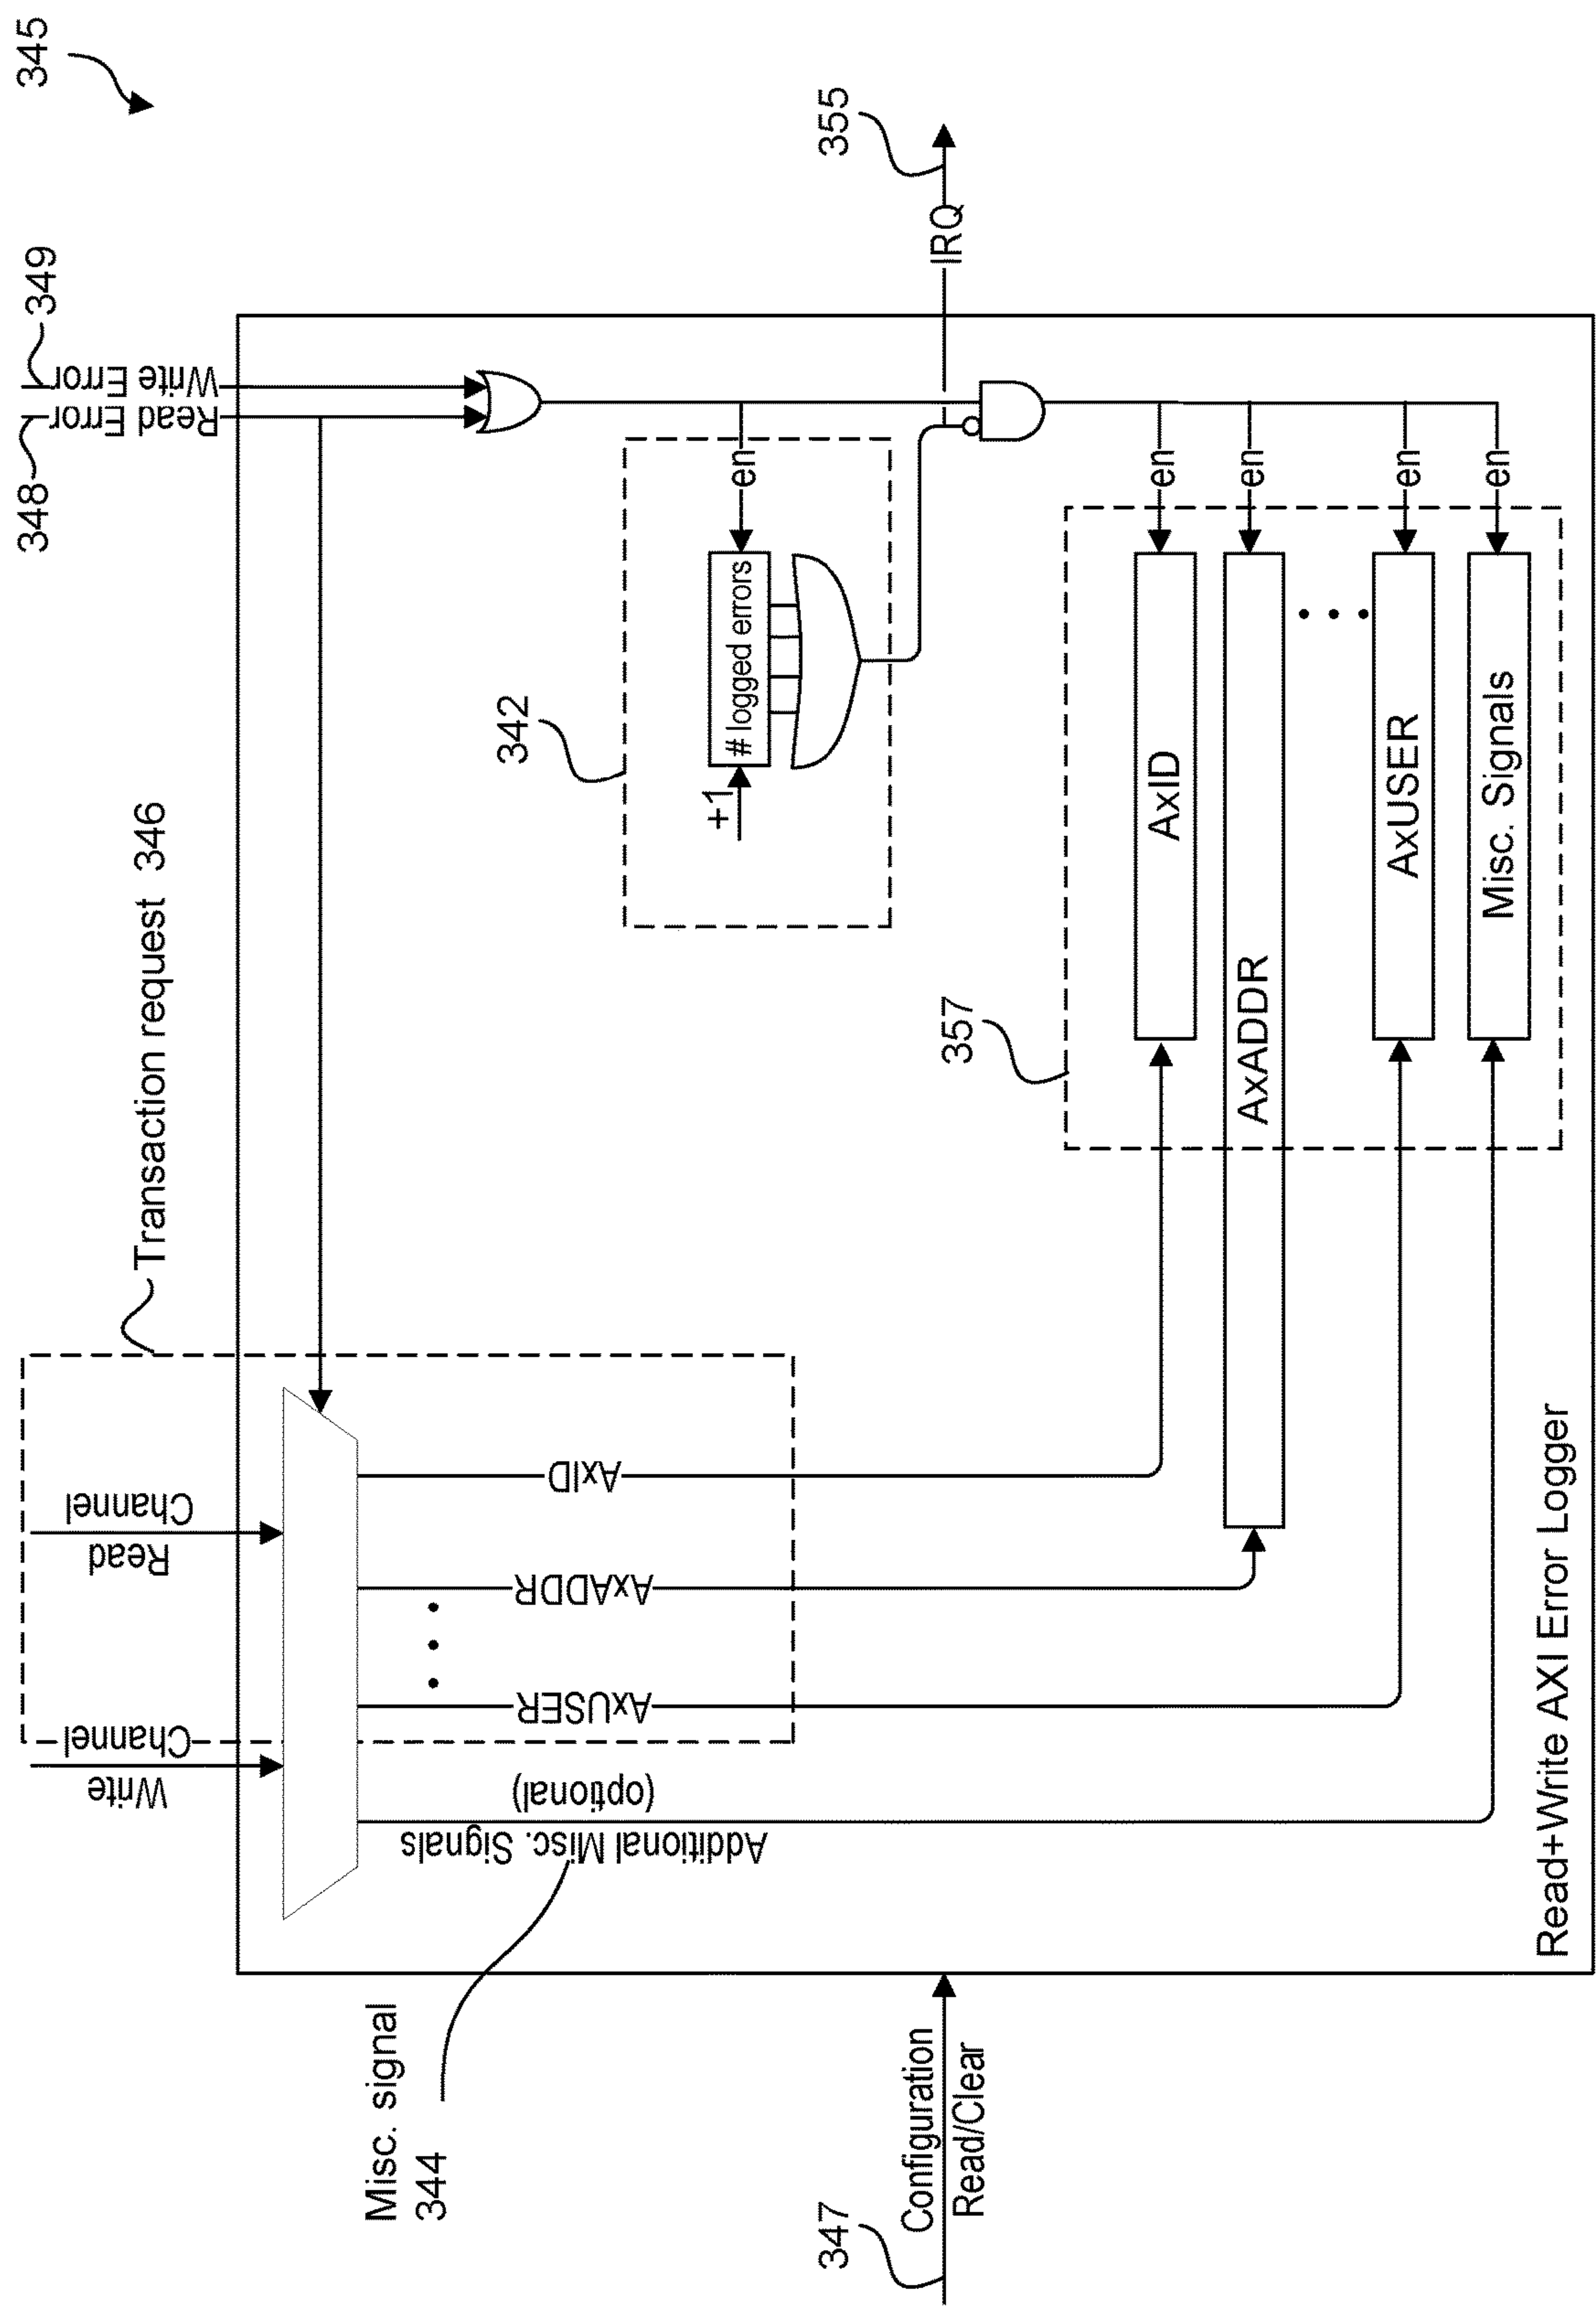 345
Transaction request 346
348
349
Write
Channel
Read
Channel
Read Error
Write Error
Misc. signal
344
Additional Misc. Signals
(optional)
AxUSER
AxADDR
AxID
342
+1
# logged errors
en
355
IRQ
347
Configuration
Read/Clear
357
AxID
en
AxADDR
en
AxUSER
en
Misc. Signals
en
Read+Write AXI Error Logger